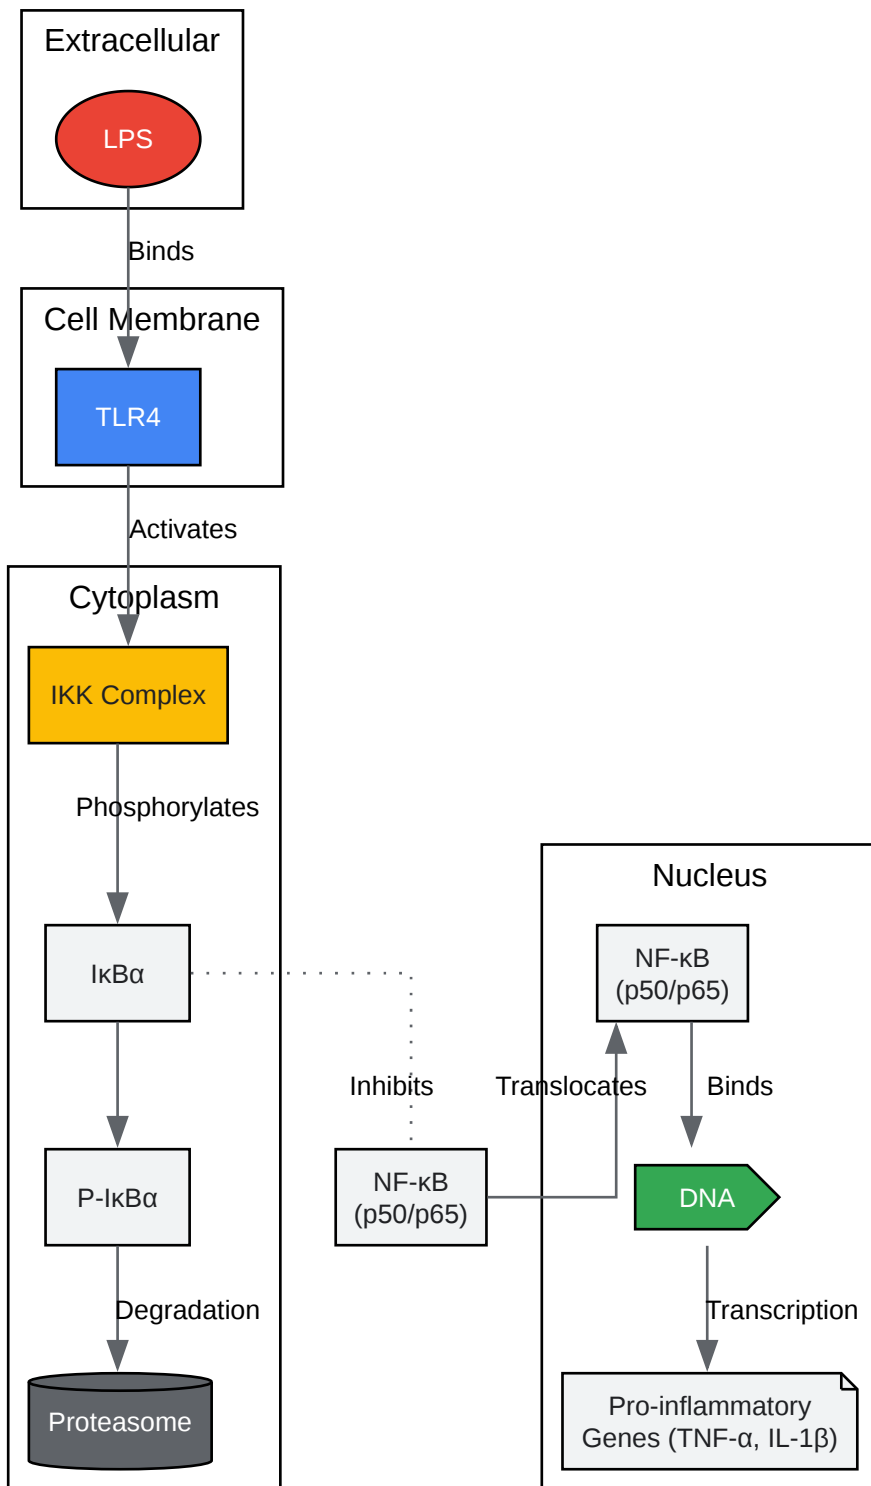 Extracellular
LPS
Binds
Cell Membrane
TLR4
Activates
Cytoplasm
IKK Complex
Phosphorylates
Nucleus
IκBα
NF-κB
(p50/p65)
Inhibits
Translocates
Binds
P-IκBα
NF-κB
(p50/p65)
DNA
Degradation
Transcription
Proteasome
Pro-inflammatory
Genes (TNF-α, IL-1β)